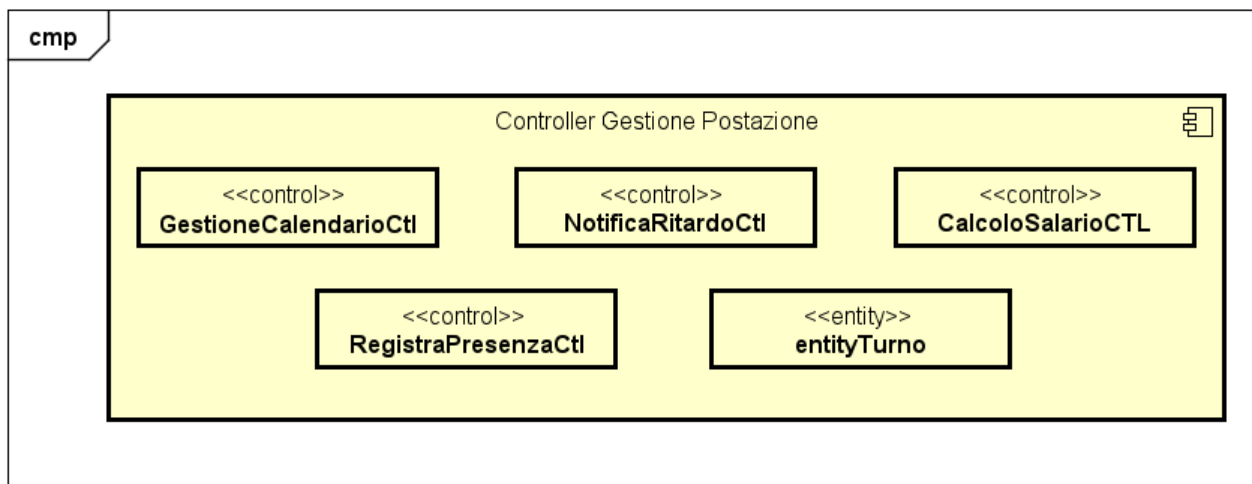 cmp
Controller Gestione Postazione
<<control>>
GestioneCalendarioCtl
<<control>>
NotificaRitardoCtl
<<control>>
CalcoloSalarioCTL
<<control>>
RegistraPresenzaCtl
<<entity>>
entityTurno